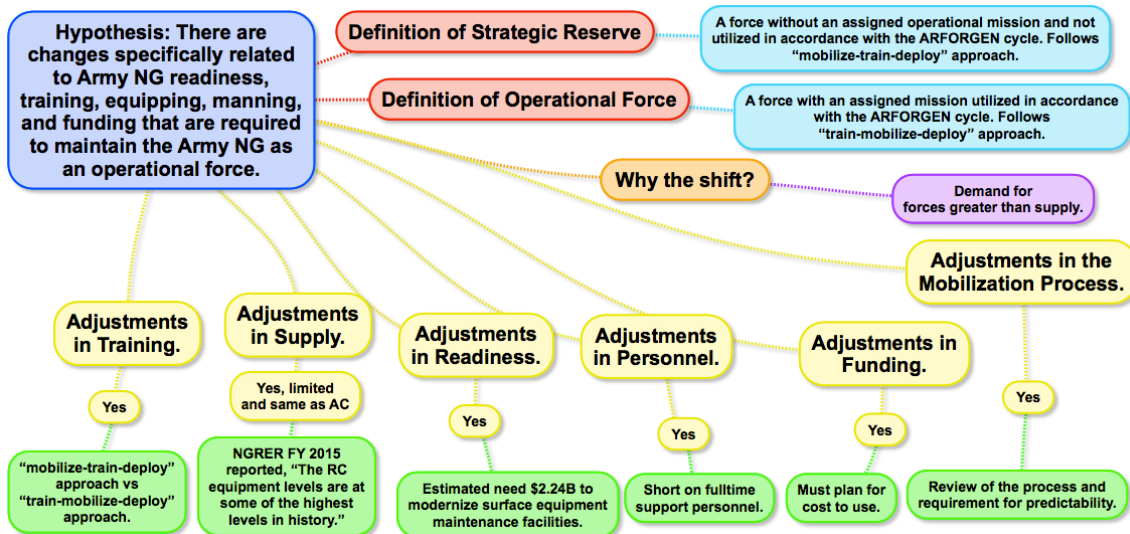 Hypothesis: There are
changes specifically
related to Army NG readiness,
training, equipping, manning,
and funding that are required
to maintain the Army NG as
an operational force.
Definition of Strategic Reserve
A force without an assigned operational mission and not
utilized in accordance with the ARFORGEN cycle. Follows
“mobilize-train-deploy” approach.
Definition of Operational Force
A force with an assigned mission utilized in accordance
with the ARFORGEN cycle. Follows
“train-mobilize-deploy” approach.
Why the shift?
Demand for
forces greater than supply.
Adjustments in the
Mobilization Process.
Adjustments
in Training.
Adjustments
in Supply.
Adjustments
in Readiness.
Adjustments
in Personnel.
Adjustments in
Funding.
Yes
Yes, limited
and same as AC
Yes
Yes
Yes
Yes
“mobilize-train-deploy”
approach vs
“train-mobilize-deploy”
approach.
NGRER FY 2015
reported, “The RC
equipment levels are at
some of the highest
levels in history.”
Estimated need $2.24B to
modernize surface equipment
maintenance facilities.
Short on fulltime
support personnel.
Must plan for
cost to use.
Review of the process and
requirement for predictability.